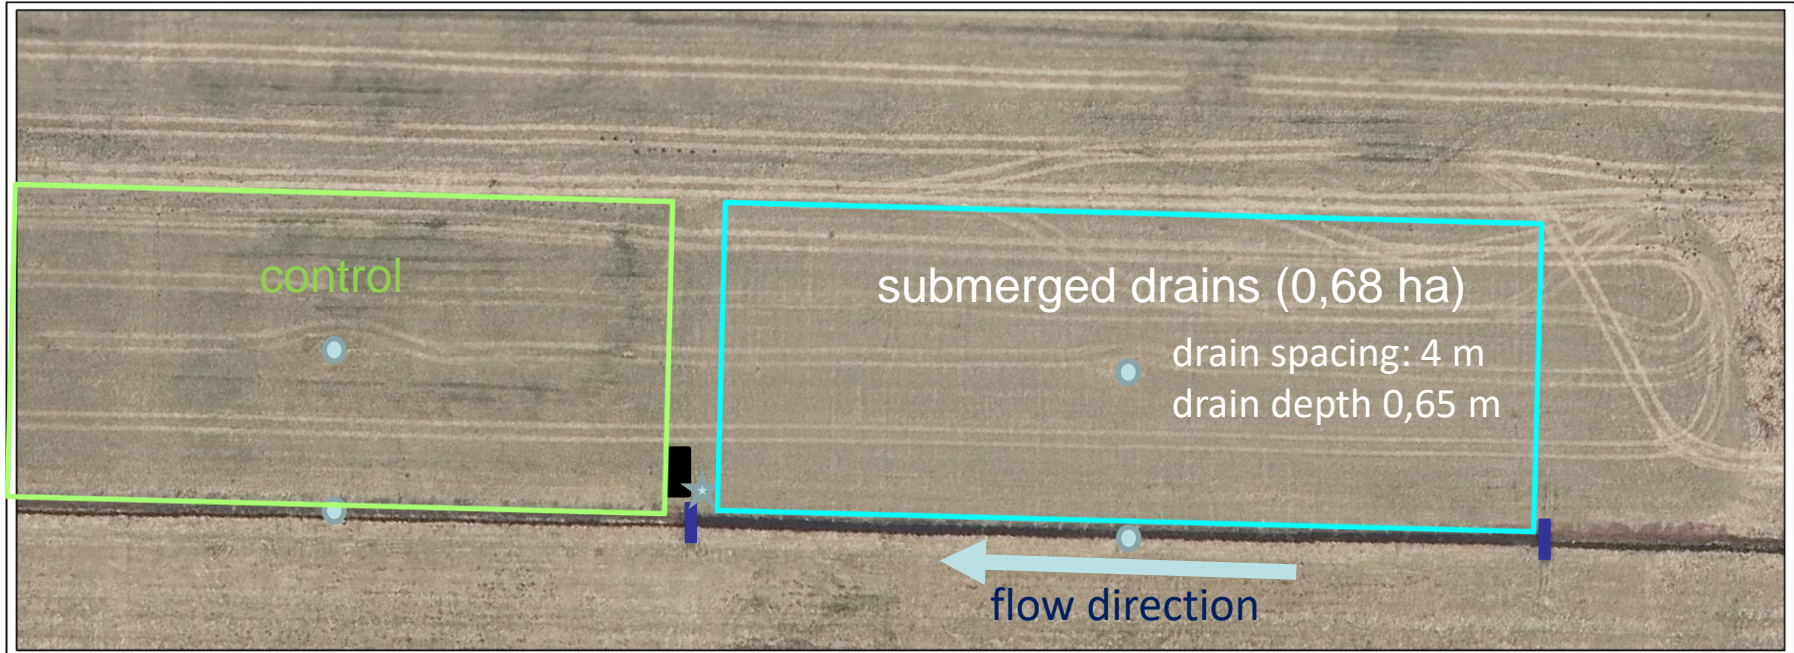 control
submerged drains (0,68 ha)
drain spacing: 4 m
drain depth 0,65 m
flow direction